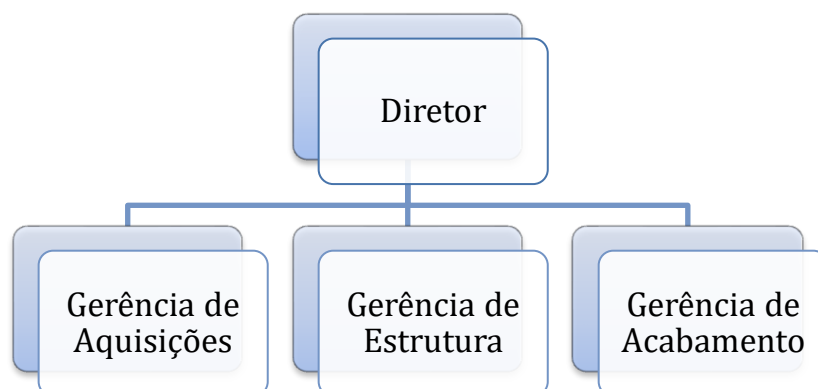 Diretor
Gerência de
Aquisições
Gerência de
Estrutura
Gerência de
Acabamento